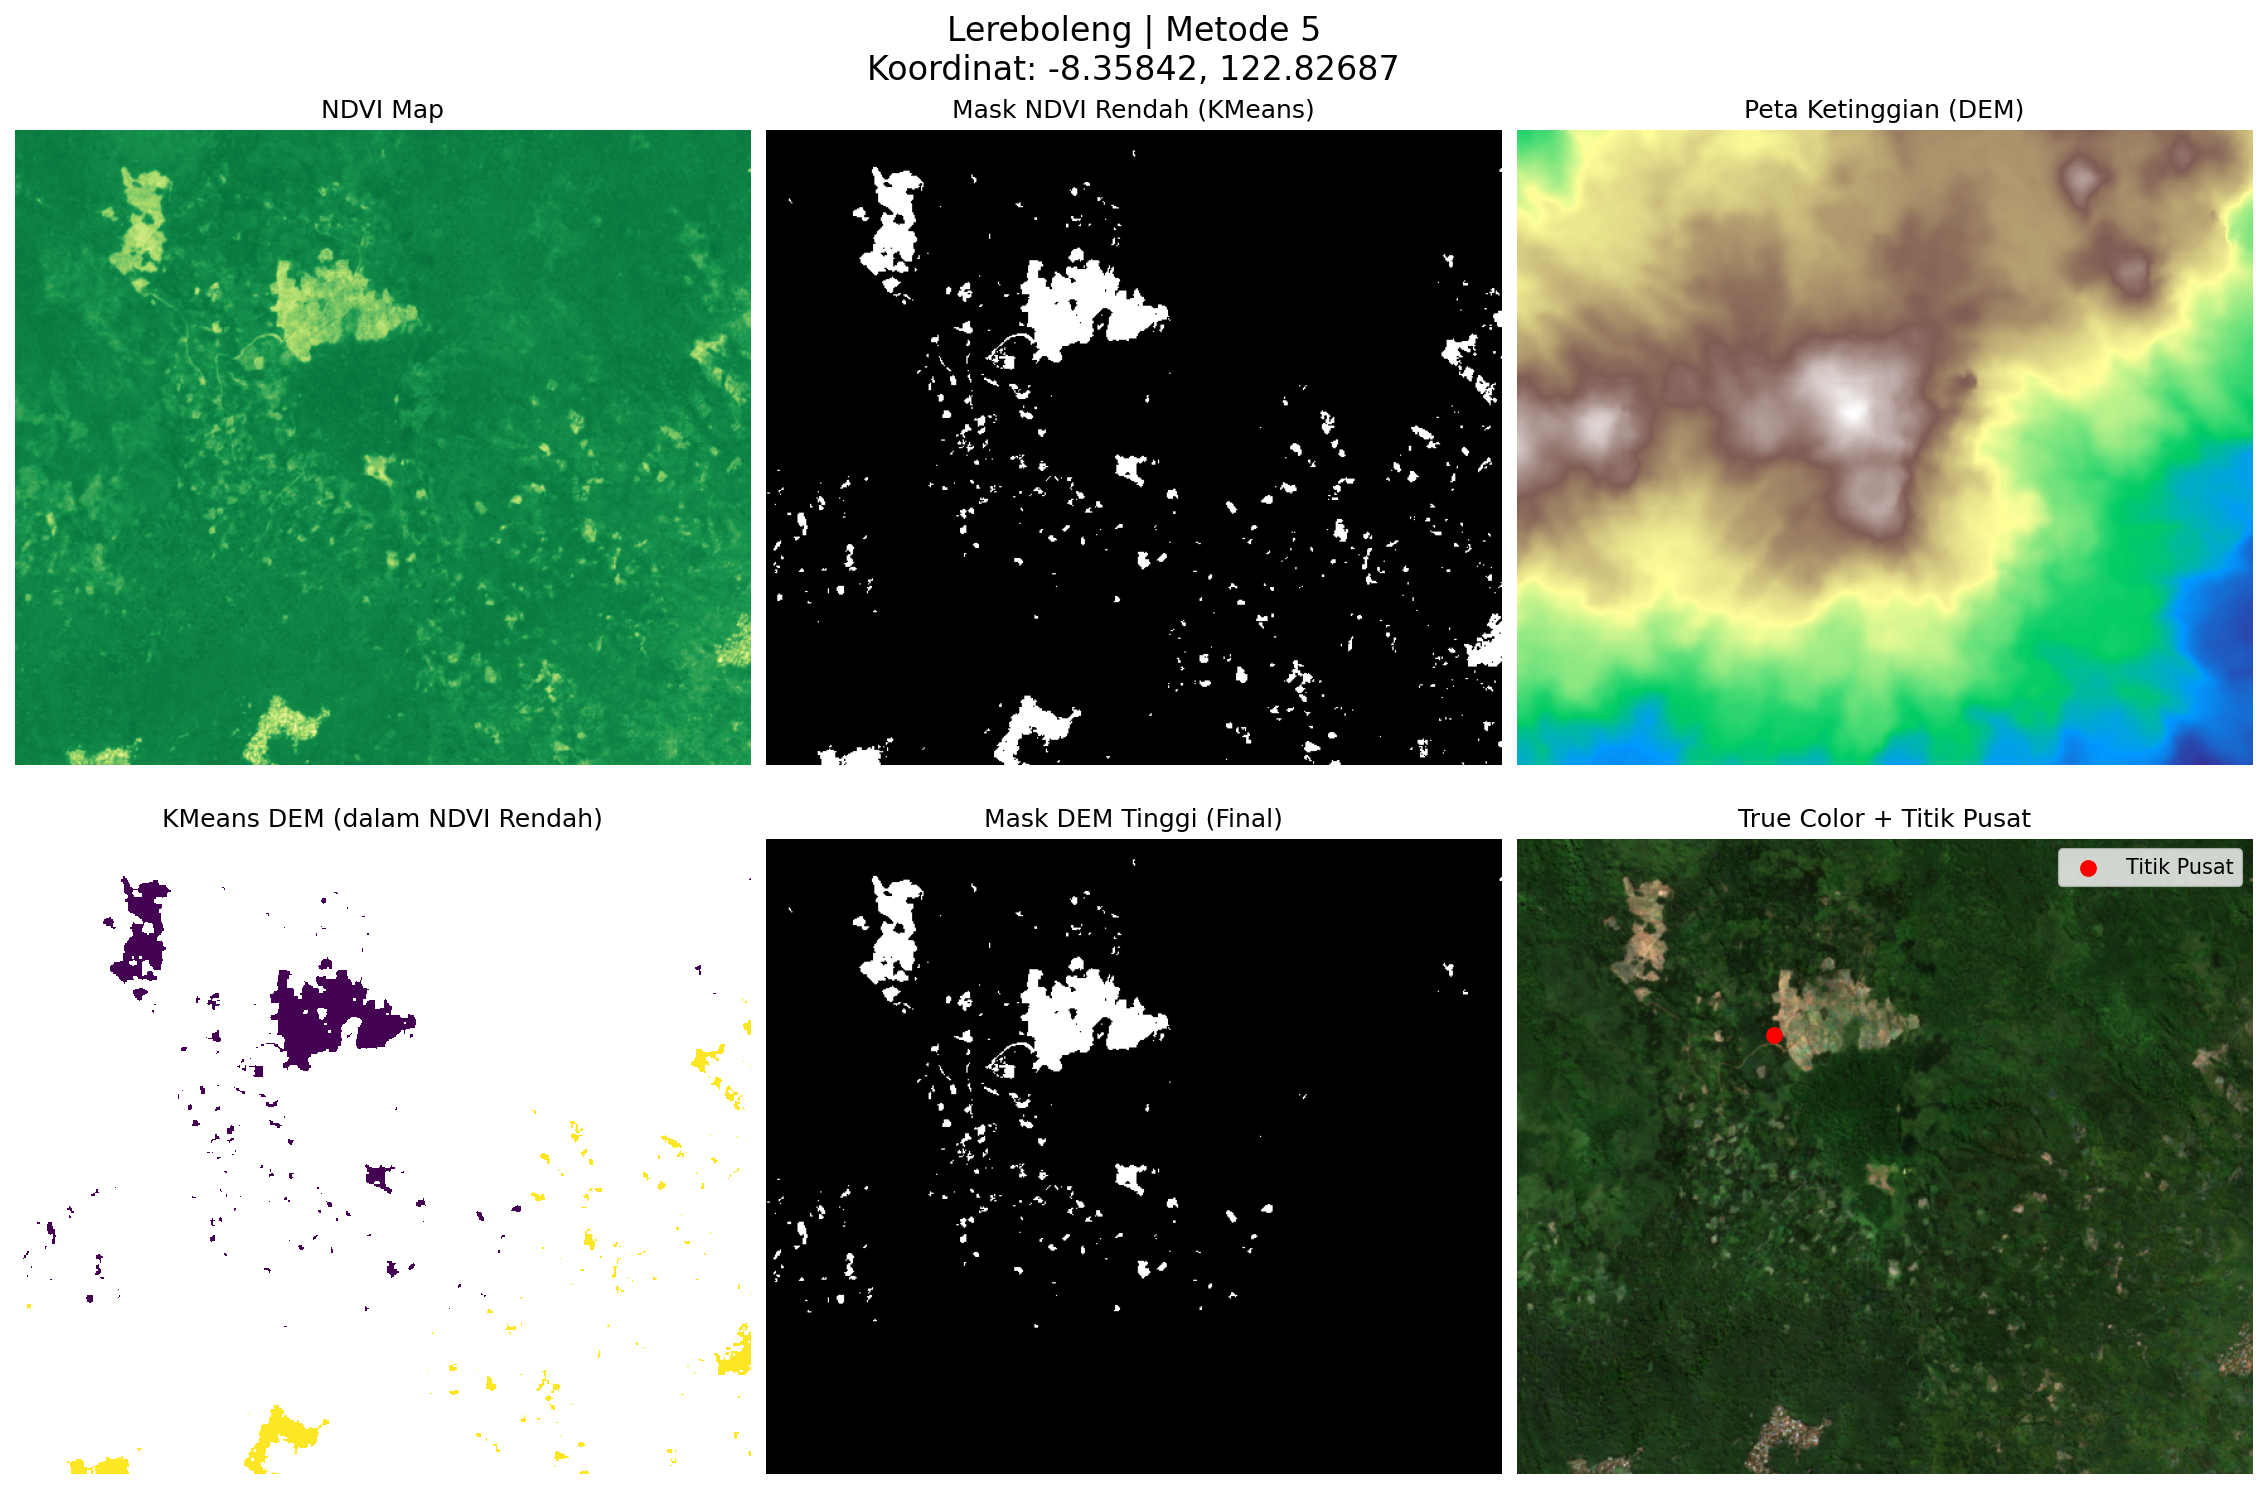 Lereboleng | Metode 5
Koordinat: -8.35842, 122.82687
NDVI Map
Mask NDVI Rendah (KMeans)
Peta Ketinggian (DEM)
KMeans DEM (dalam NDVI Rendah)
Mask DEM Tinggi (Final)
True Color + Titik Pusat
Titik Pusat